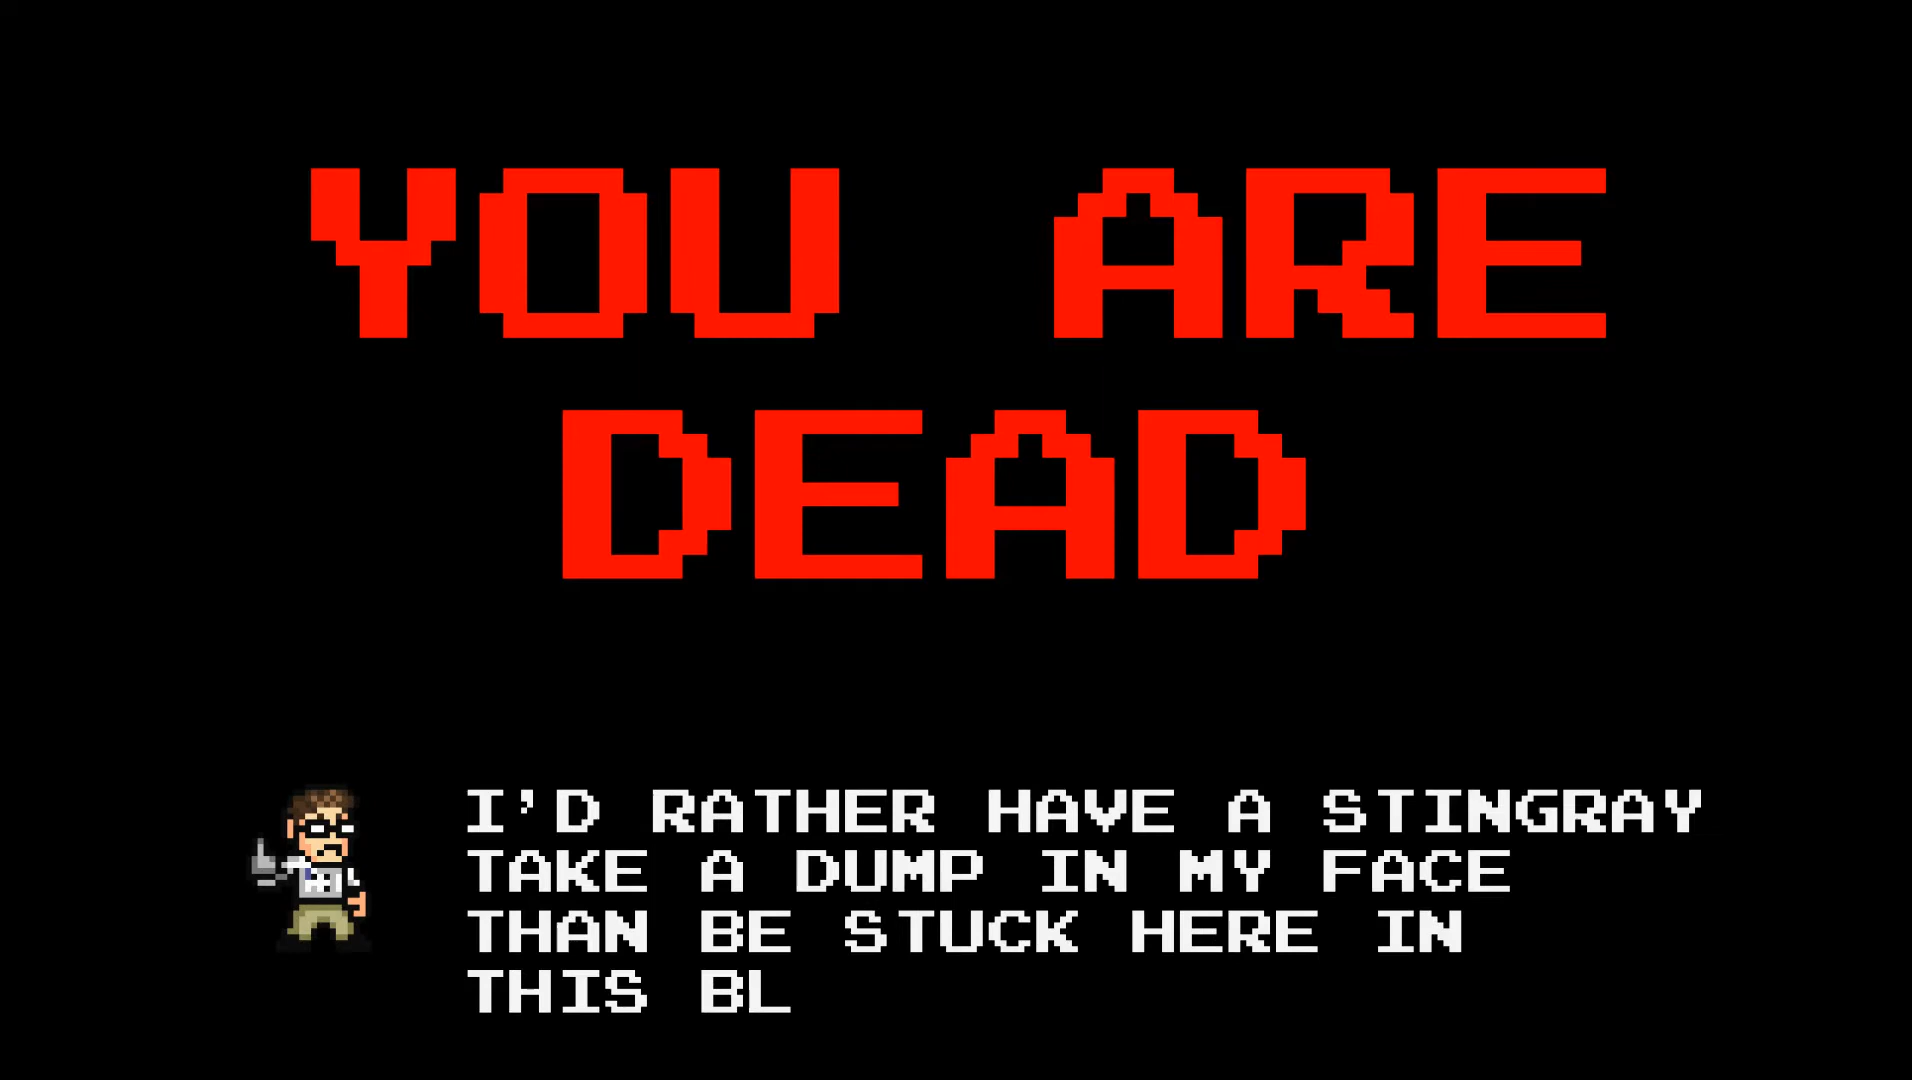 YOU ARE
DEAD
I'D RATHER HAVE A STINGRAY
TAKE A DUMP IN MY FACE
THAN BE STUCK HERE IN
THIS BL